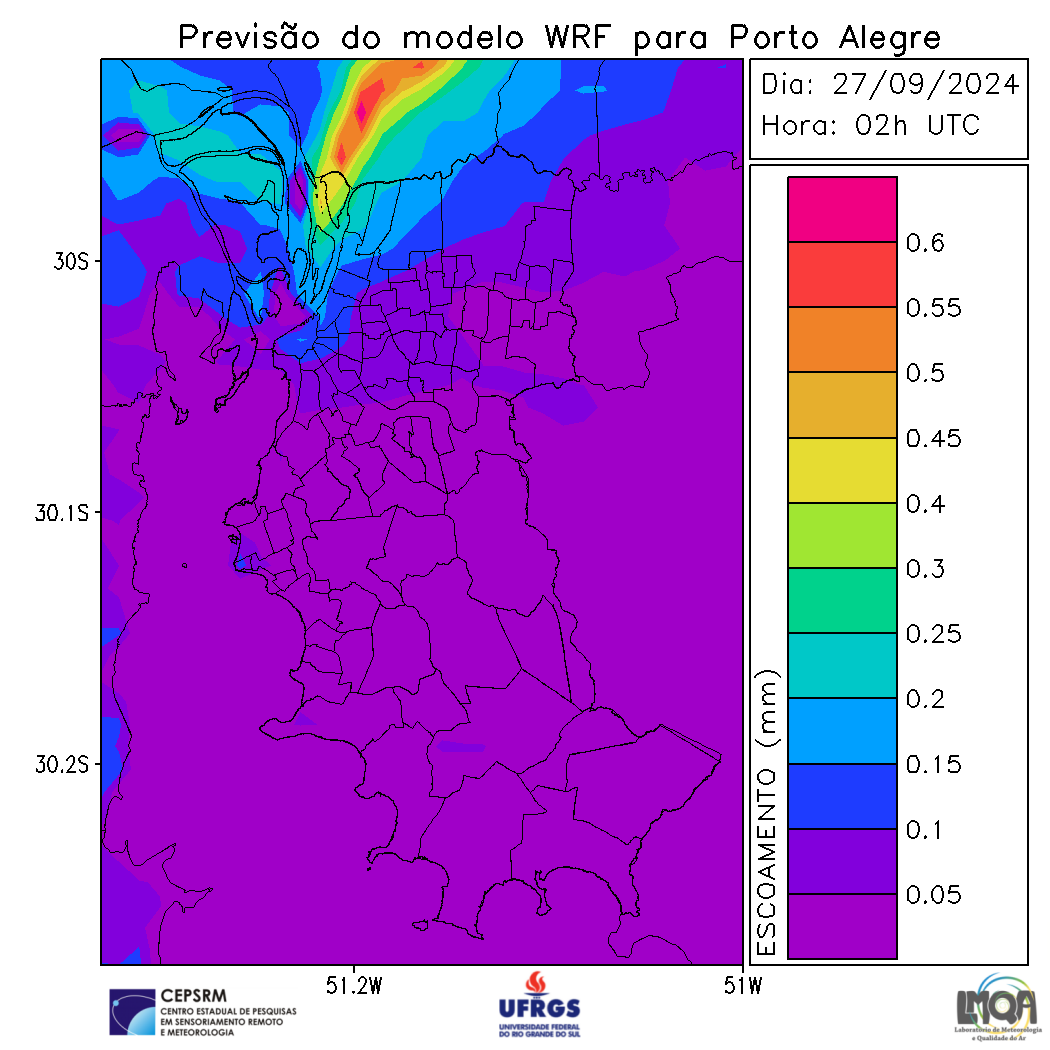 Previsão do modelo WRF para Porto Alegre
Dia: 27/09/2024
Hora: 02h UTC
0.6
0.55
0.5
0.45
0.4
0.3
0.25
0.2
0.15
0.1
0.05
ESCOAMENTO (mm)
30S
30.1S
30.2S
51.2W
51W
CEPSRM
CENTRO ESTADUAL DE PESQUISAS
EM SENSORIAMENTO REMOTO
E METEOROLOGIA
UFRGS
UNIVERSIDADE FEDERAL
DO RIO GRANDE DO SUL
LMQA
Laboratório de Meteorologia
e Qualidade do Ar